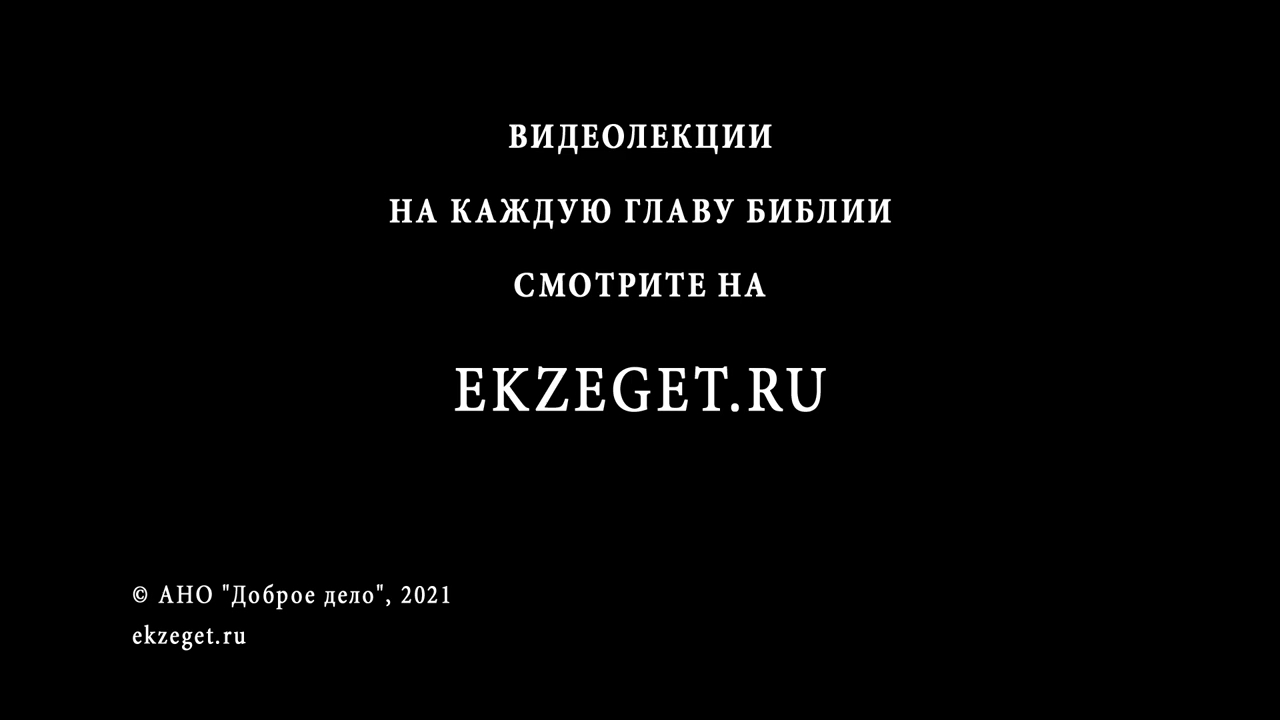 ВИДЕОЛЕКЦИИ
НА КАЖДУЮ ГЛАВУ БИБЛИИ
СМОТРИТЕ НА
EKZEGET.RU
© АНО "Доброе дело", 2021
ekzeget.ru